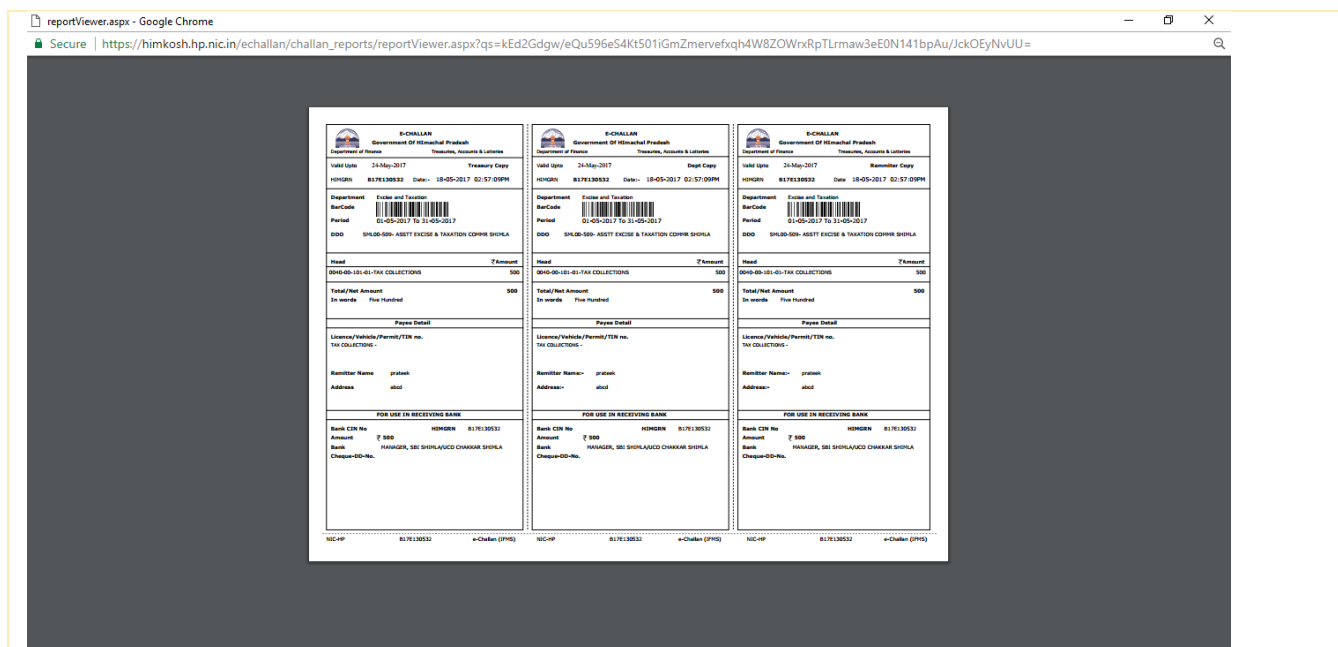 reportViewer.aspx - Google Chrome
Secure | https://himkosh.hp.nic.in/echallan/challan_reports/reportViewer.aspx?qs=kEd2Gdgw/eQu596eS4Kt501iGmZmervefxqh4W8ZOWrxRpTLrmaw3eE0N141bpAu/JckOEyNvUU=
E-CHALLAN
Government Of HImachal Pradesh
Department of Finance Treasuries, Accounts & Lotteries
Valid Upto 24-May-2017 Treasury Copy
HIMGRN B17E130532 Date:- 18-05-2017 02:57:09PM
Department Excise and Taxation
BarCode
Period 01-05-2017 To 31-05-2017
DDO SML00-509- ASSTT EXCISE & TAXATION COMMR SHIMLA
Head ₹Amount
0040-00-101-01-TAX COLLECTIONS 500
Total/Net Amount 500
In words Five Hundred
Payee Detail
Licence/Vehicle/Permit/TIN no.
TAX COLLECTIONS -
Remitter Name prateek
Address abcd
FOR USE IN RECEIVING BANK
Bank CIN No HIMGRN B17E130532
Amount ₹ 500
Bank MANAGER, SBI SHIMLA/UCO CHAKKAR SHIMLA
Cheque-DD-No.
NIC-HP B17E130532 e-Challan (IFMS)
E-CHALLAN
Government Of HImachal Pradesh
Department of Finance Treasuries, Accounts & Lotteries
Valid Upto 24-May-2017 Dept Copy
HIMGRN B17E130532 Date:- 18-05-2017 02:57:09PM
Department Excise and Taxation
BarCode
Period 01-05-2017 To 31-05-2017
DDO SML00-509- ASSTT EXCISE & TAXATION COMMR SHIMLA
Head ₹Amount
0040-00-101-01-TAX COLLECTIONS 500
Total/Net Amount 500
In words Five Hundred
Payee Detail
Licence/Vehicle/Permit/TIN no.
TAX COLLECTIONS -
Remitter Name:- prateek
Address:- abcd
FOR USE IN RECEIVING BANK
Bank CIN No HIMGRN B17E130532
Amount ₹ 500
Bank MANAGER, SBI SHIMLA/UCO CHAKKAR SHIMLA
Cheque-DD-No.
NIC-HP B17E130532 e-Challan (IFMS)
E-CHALLAN
Government Of HImachal Pradesh
Department of Finance Treasuries, Accounts & Lotteries
Valid Upto 24-May-2017 Remmiter Copy
HIMGRN B17E130532 Date 18-05-2017 02:57:09PM
Department Excise and Taxation
BarCode
Period 01-05-2017 To 31-05-2017
DDO SML00-509- ASSTT EXCISE & TAXATION COMMR SHIMLA
Head ₹Amount
0040-00-101-01-TAX COLLECTIONS 500
Total/Net Amount 500
In words Five Hundred
Payee Detail
Licence/Vehicle/Permit/TIN no.
TAX COLLECTIONS -
Remitter Name:- prateek
Address:- abcd
FOR USE IN RECEIVING BANK
Bank CIN No HIMGRN B17E130532
Amount ₹ 500
Bank MANAGER, SBI SHIMLA/UCO CHAKKAR SHIMLA
Cheque-DD-No.
NIC-HP B17E130532 e-Challan (IFMS)